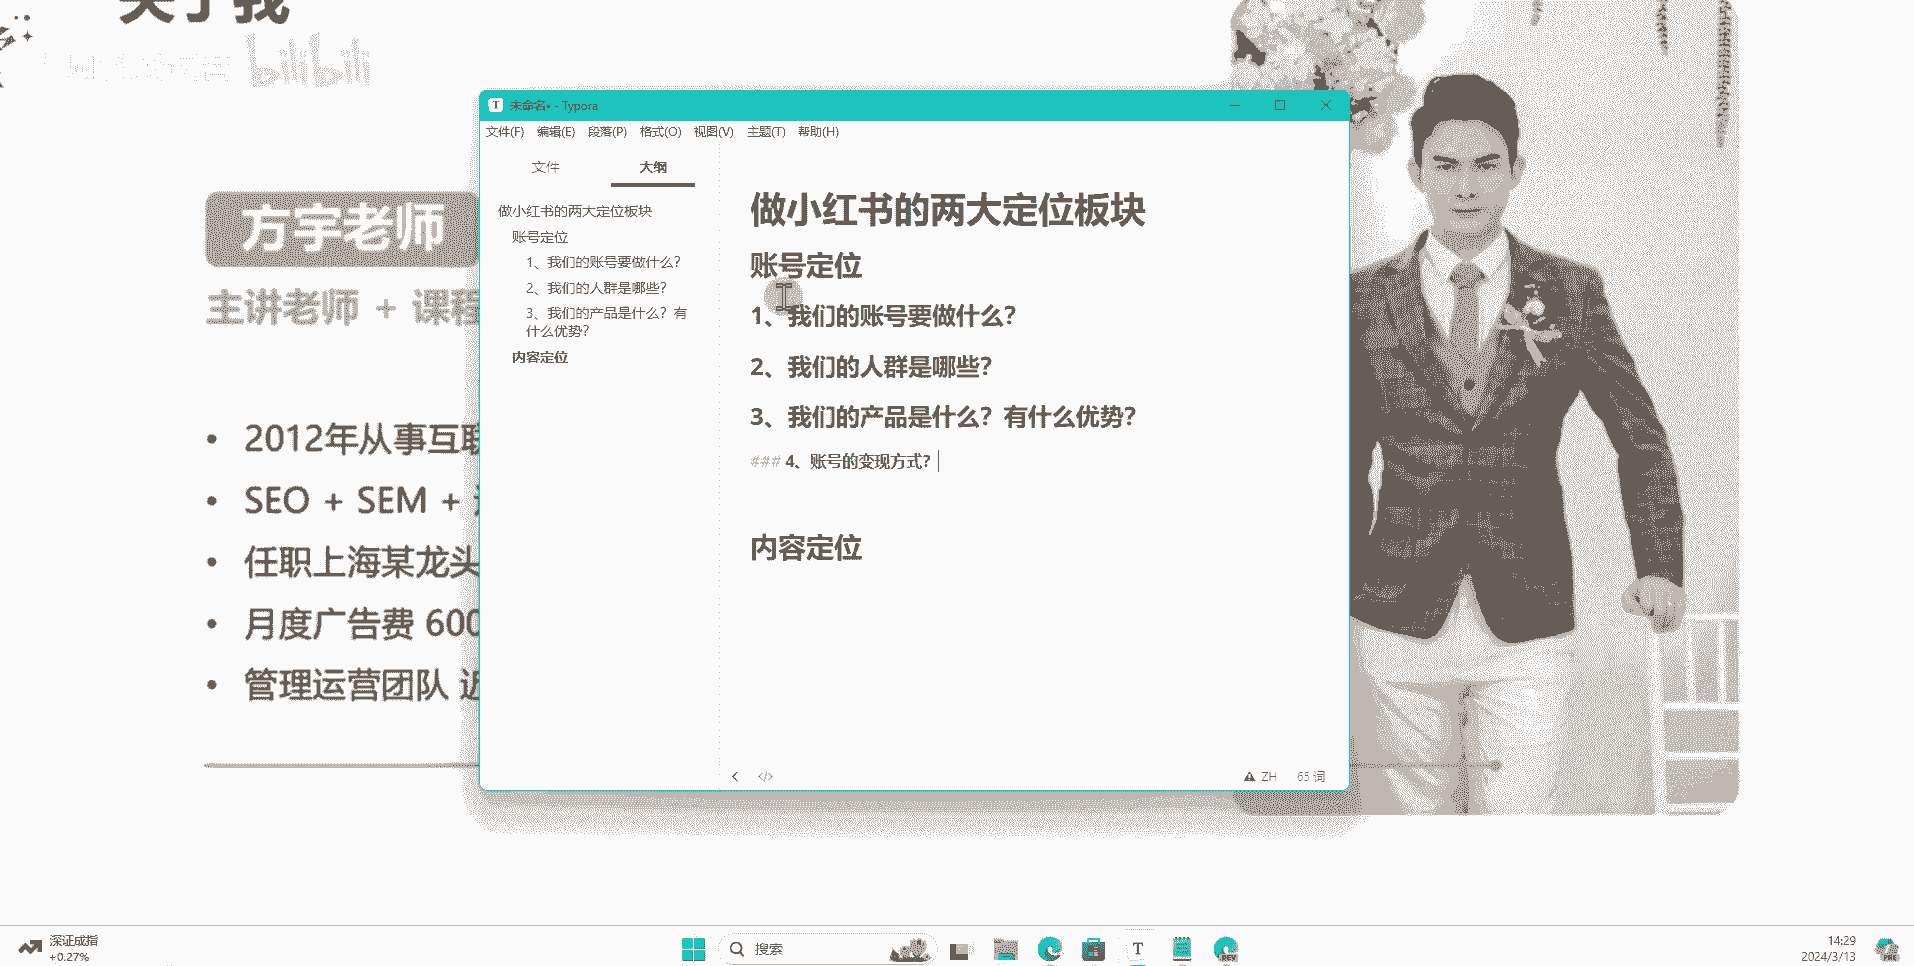 关于我
bilibili
方宇老师
主讲老师 + 课程
2012年从事互联
SEO + SEM +
任职上海某龙头
月度广告费 600
管理运营团队 近
T 未命名• - Typora
文件(F) 编辑(E) 段落(P) 格式(O) 视图(V) 主题(T) 帮助(H)
文件 大纲
做小红书的两大定位板块
账号定位
1、我们的账号要做什么？
2、我们的人群是哪些？
3、我们的产品是什么？有
什么优势？
内容定位
做小红书的两大定位板块
账号定位
1、我们的账号要做什么？
2、我们的人群是哪些？
3、我们的产品是什么？有什么优势？
### 4、账号的变现方式？
内容定位
</> ZH 65 词
深证成指
+0.27%
搜索
T
DEV
14:29
2024/3/13
PRE